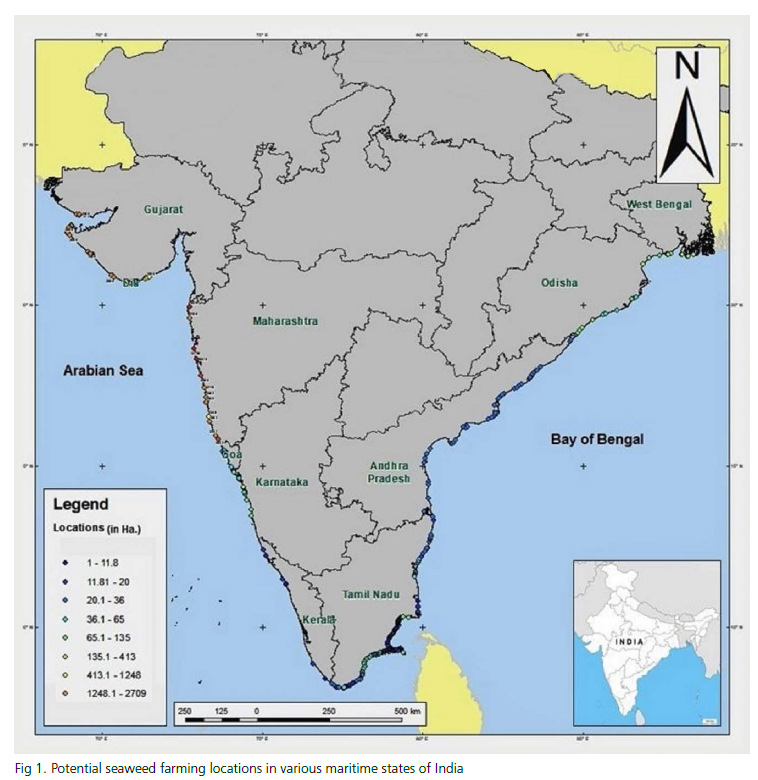 N
Gujarat
West Bengal
Odisha
Maharashtra
Arabian Sea
Bay of Bengal
Goa
Andhra
Pradesh
Karnataka
Tamil Nadu
Kerala
Legend
Locations (in Ha.)
1 - 11.8
11.81 - 20
20.1 - 36
36.1 - 65
65.1 - 135
135.1 - 413
413.1 - 1248
1248.1 - 2709
INDIA
250 125 0 250 500 km
Fig 1. Potential seaweed farming locations in various maritime states of India